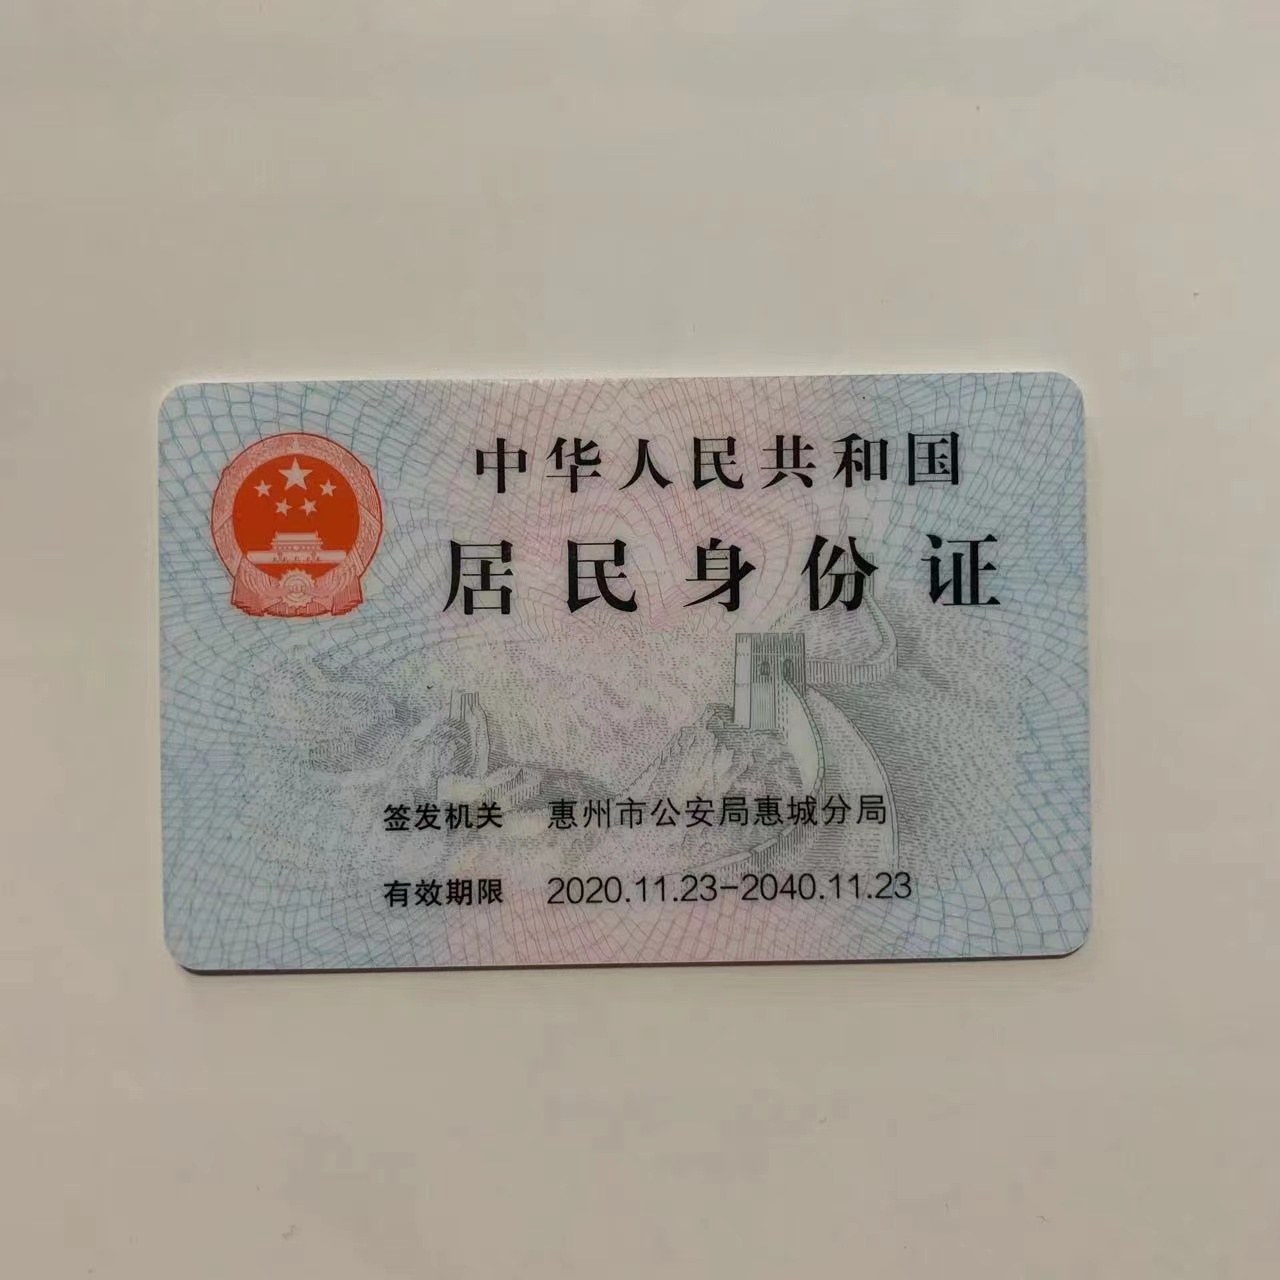 中华人民共和国
居民身份证
签发机关 惠州市公安局惠城分局
有效期限 2020.11.23-2040.11.23